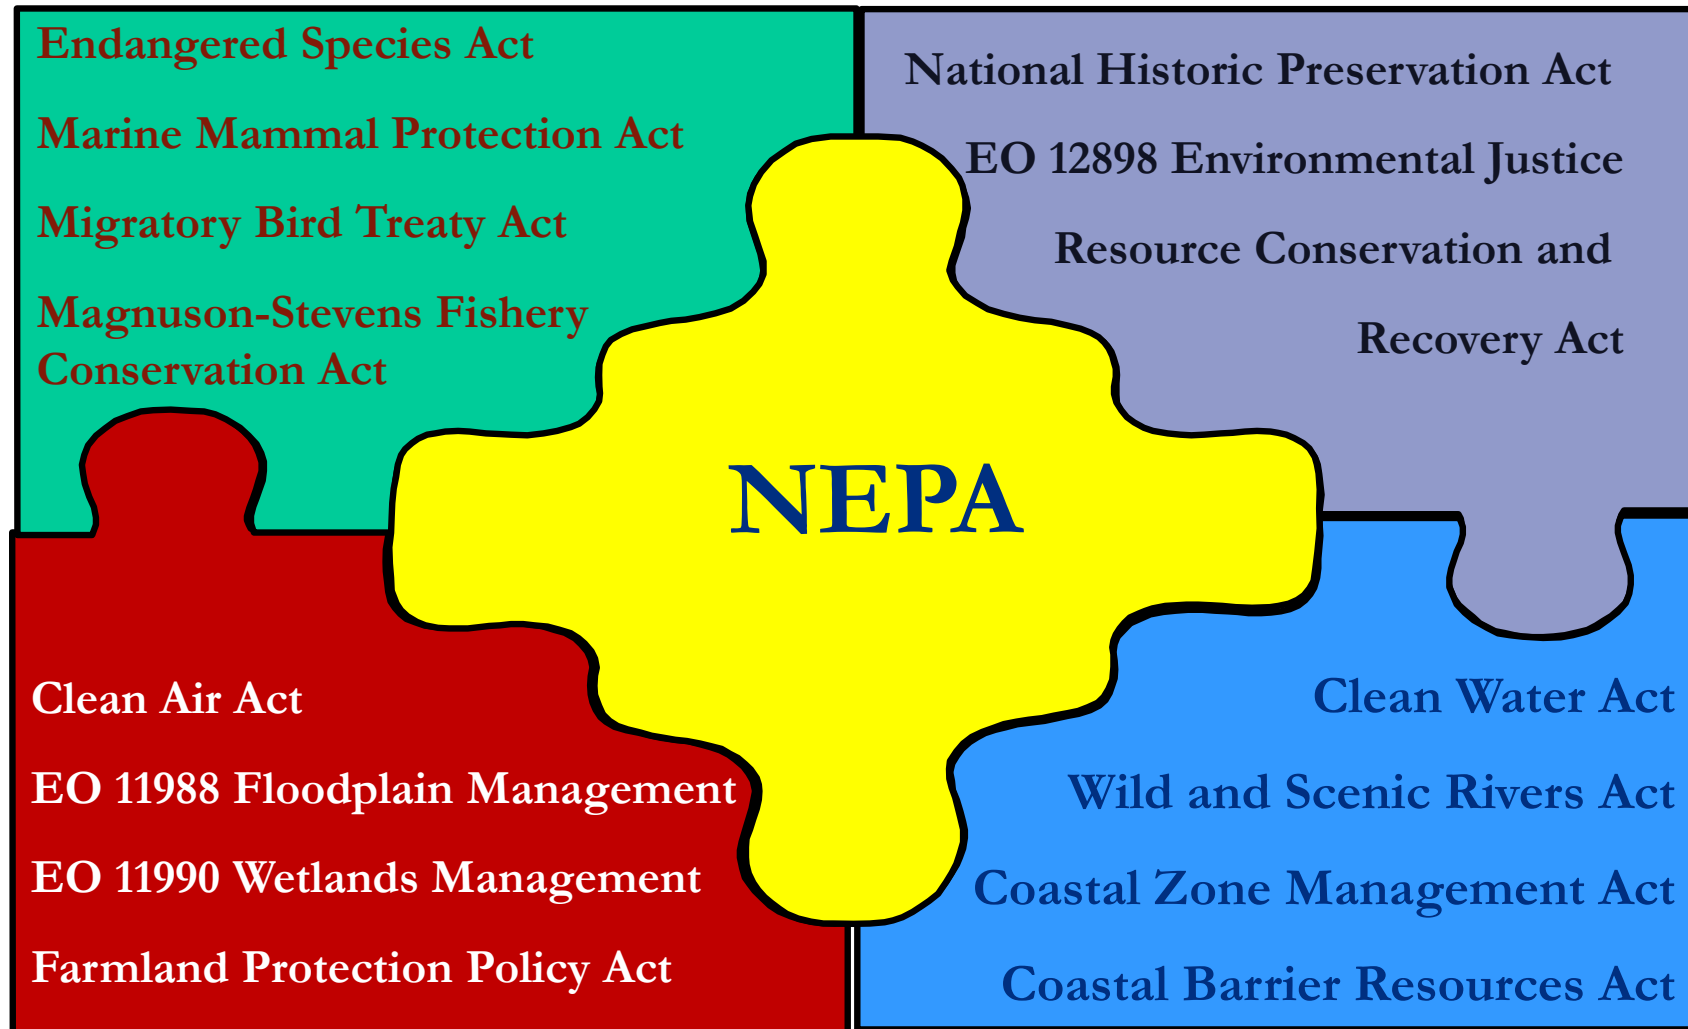 Endangered Species Act
Marine Mammal Protection Act
Migratory Bird Treaty Act
Magnuson-Stevens Fishery
Conservation Act
National Historic Preservation Act
EO 12898 Environmental Justice
Resource Conservation and
Recovery Act
NEPA
Clean Air Act
EO 11988 Floodplain Management
EO 11990 Wetlands Management
Farmland Protection Policy Act
Clean Water Act
Wild and Scenic Rivers Act
Coastal Zone Management Act
Coastal Barrier Resources Act